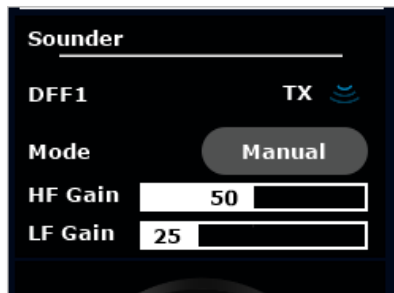 Sounder
DFF1 TX
Mode Manual
HF Gain 50
LF Gain 25